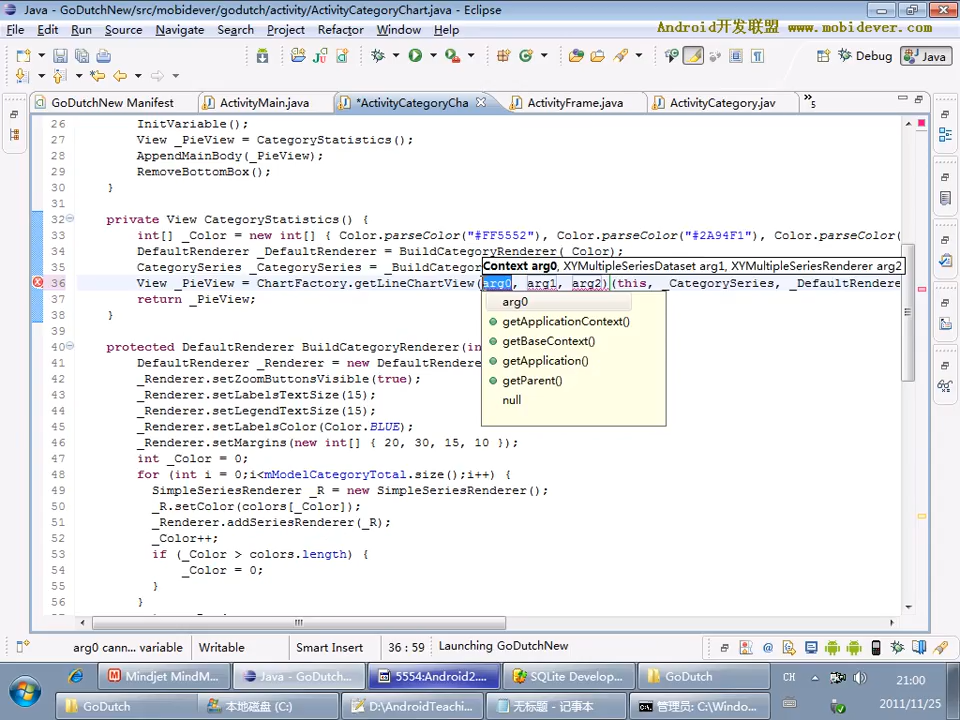 Java - GoDutchNew/src/mobidever/godutch/activity/ActivityCategoryChart.java - Eclipse
File Edit Run Source Navigate Search Project Refactor Window Help
Android开发联盟 www.mobidever.com
Debug Java
GoDutchNew Manifest ActivityMain.java *ActivityCategoryCha ActivityFrame.java ActivityCategory.jav »5
26 InitVariable();
27 View _PieView = CategoryStatistics();
28 AppendMainBody(_PieView);
29 RemoveBottomBox();
30 }
31
32 private View CategoryStatistics() {
33 int[] _Color = new int[] { Color.parseColor("#FF5552"), Color.parseColor("#2A94F1"), Color.parseColor(
34 DefaultRenderer _DefaultRenderer = BuildCategoryRenderer(_Color);
35 CategorySeries _CategorySeries = _BuildCatego
Context arg0, XYMultipleSeriesDataset arg1, XYMultipleSeriesRenderer arg2
36 View _PieView = ChartFactory.getLineChartView(arg0, arg1, arg2)(this, _CategorySeries, _DefaultRendere
37 return _PieView;
38 }
39
arg0
getApplicationContext()
getBaseContext()
getApplication()
getParent()
null
40 protected DefaultRenderer BuildCategoryRenderer(in
41 DefaultRenderer _Renderer = new DefaultRendere
42 _Renderer.setZoomButtonsVisible(true);
43 _Renderer.setLabelsTextSize(15);
44 _Renderer.setLegendTextSize(15);
45 _Renderer.setLabelsColor(Color.BLUE);
46 _Renderer.setMargins(new int[] { 20, 30, 15, 10 });
47 int _Color = 0;
48 for (int i = 0;i<mModelCategoryTotal.size();i++) {
49 SimpleSeriesRenderer _R = new SimpleSeriesRenderer();
50 _R.setColor(colors[_Color]);
51 _Renderer.addSeriesRenderer(_R);
52 _Color++;
53 if (_Color > colors.length) {
54 _Color = 0;
55 }
56 }
arg0 cann... variable Writable Smart Insert 36 : 59 Launching GoDutchNew
Mindjet MindM... Java - GoDutch... 5554:Android2.... SQLite Develop... GoDutch CH
GoDutch 本地磁盘 (C:) D:\AndroidTeachin... 无标题 - 记事本 管理员: C:\Windo...
21:00
2011/11/25